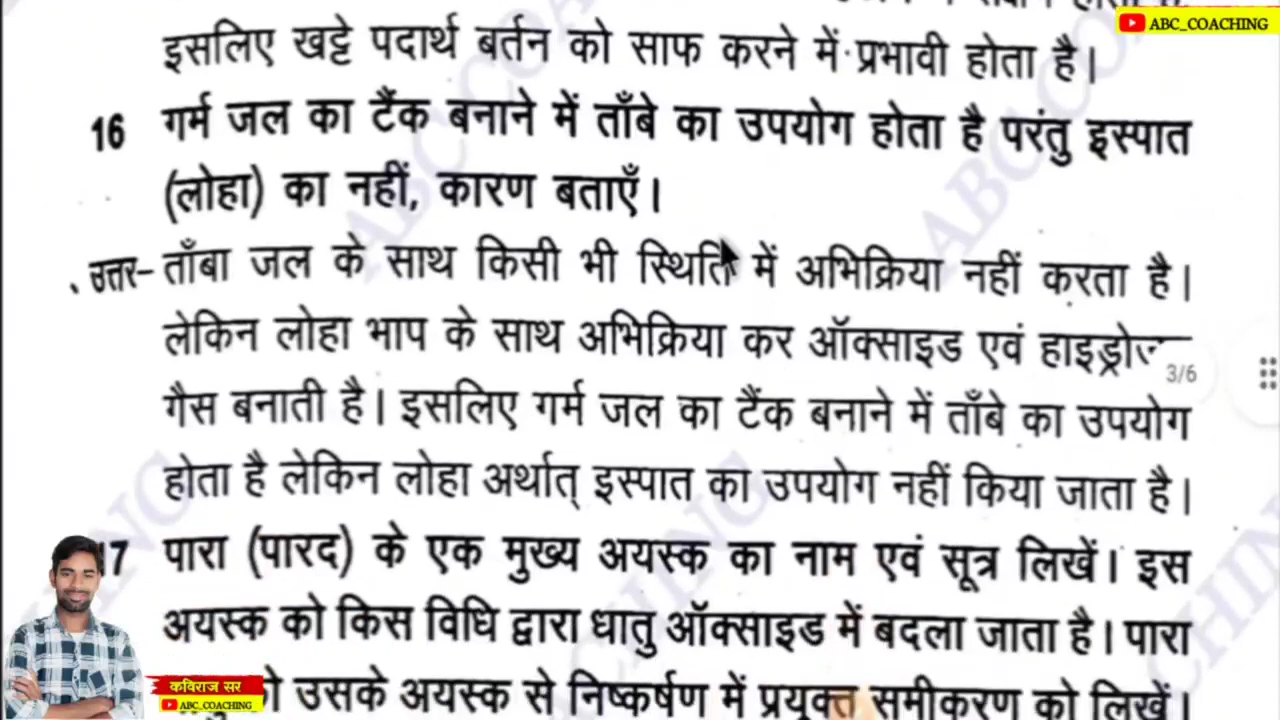 ABC_COACHING
इसलिए खट्टे पदार्थ बर्तन को साफ करने में प्रभावी होता है।
16 गर्म जल का टैंक बनाने में ताँबे का उपयोग होता है परंतु इस्पात
(लोहा) का नहीं, कारण बताएँ।
उत्तर– ताँबा जल के साथ किसी भी स्थिति में अभिक्रिया नहीं करता है।
लेकिन लोहा भाप के साथ अभिक्रिया कर ऑक्साइड एवं
3/6
गैस बनाती है। इसलिए गर्म जल का टैंक बनाने में ताँबे का उपयोग
होता है लेकिन लोहा अर्थात् इस्पात का उपयोग नहीं किया जाता है।
17 पारा (पारद) के एक मुख्य अयस्क का नाम एवं सूत्र लिखें। इस
अयस्क को किस विधि द्वारा धातु ऑक्साइड में बदला जाता है। पारा
उसके अयस्क से निष्कर्षण में प्रयुक्त समीकरण को लिखें।
कविराज सर
ABC_COACHING